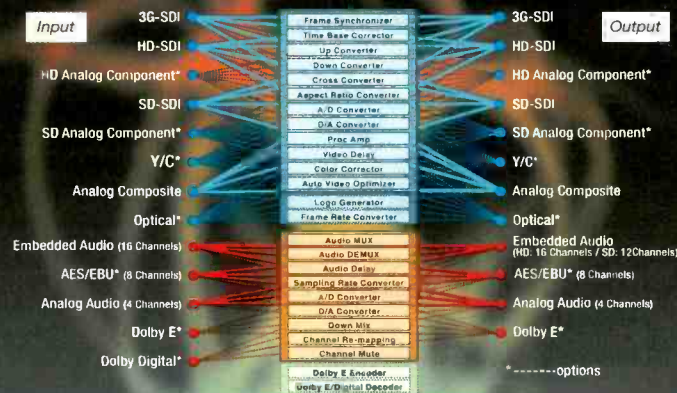 Input
3G-SDI
HD-SDI
HD Analog Component*
SD-SDI
SD Analog Component*
Y/C*
Analog Composite
Optical*
Embedded Audio (16 Channels)
AES/EBU* (8 Channels)
Analog Audio (4 Channels)
Dolby E*
Dolby Digital*
Frame Synchronizer
Time Base Corrector
Up Converter
Down Converter
Cross Converter
Aspect Ratio Converter
A/D Converter
D/A Converter
Proc Amp
Video Delay
Color Corrector
Auto Video Optimizer
Logo Generator
Frame Rate Converter
Audio MUX
Audio DEMUX
Audio Delay
Sampling Rate Converter
A/D Converter
D/A Converter
Down Mix
Channel Re-mapping
Channel Mute
Dolby E Encoder
Dolby E/Digital Decoder
Output
3G-SDI
HD-SDI
HD Analog Component*
SD-SDI
SD Analog Component*
Y/C*
Analog Composite
Optical*
Embedded Audio
(HD: 16 Channels / SD: 12Channels)
AES/EBU* (8 Channels)
Analog Audio (4 Channels)
Dolby E*
*-------options